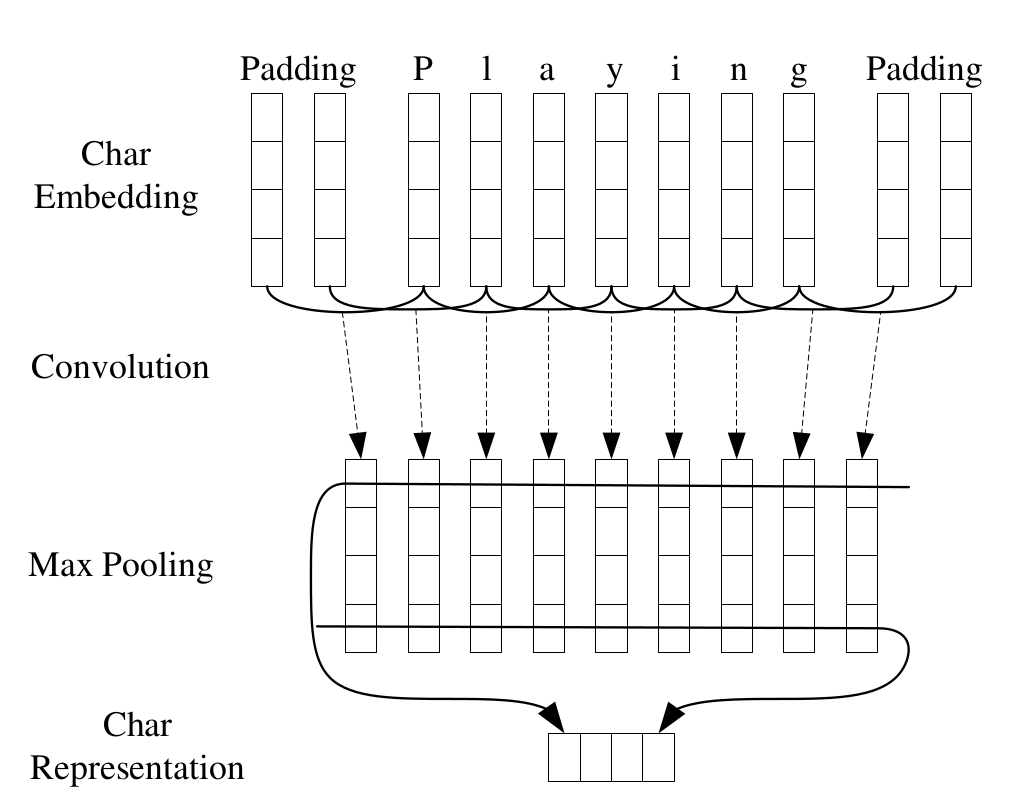 Padding P l a y i n g Padding
Char
Embedding
Convolution
Max Pooling
Char
Representation